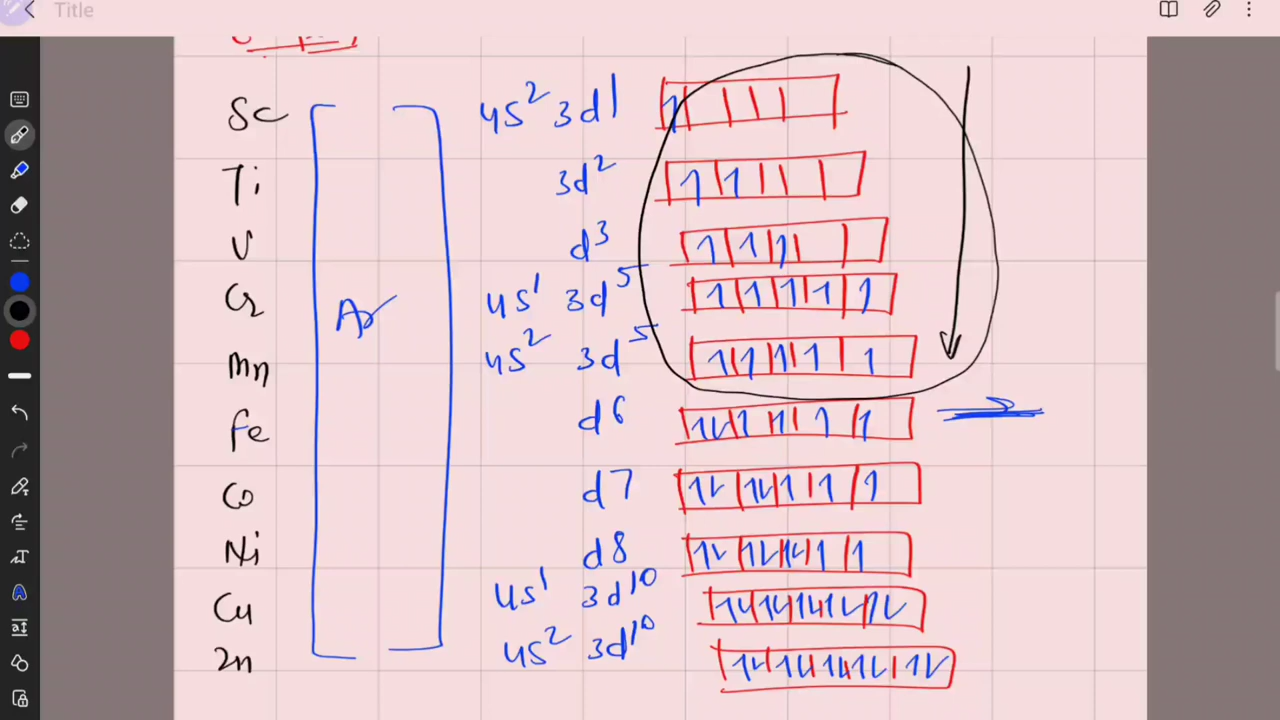 Title
Sc 4s² 3d1
Ti 3d²
V d³
Cr 4s¹ 3d⁵
Ar
Mn 4s² 3d⁵
Fe d6
Co d7
Ni d8
Cu 4s¹ 3d¹⁰
Zn 4s² 3d¹⁰